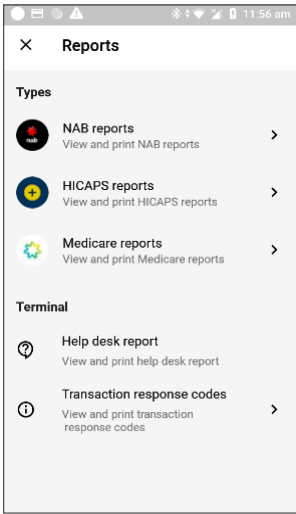 11:56 am
Reports
Types
nab
NAB reports
View and print NAB reports
HICAPS reports
View and print HICAPS reports
Medicare reports
View and print Medicare reports
Terminal
Help desk report
View and print help desk report
Transaction response codes
View and print transaction
response codes